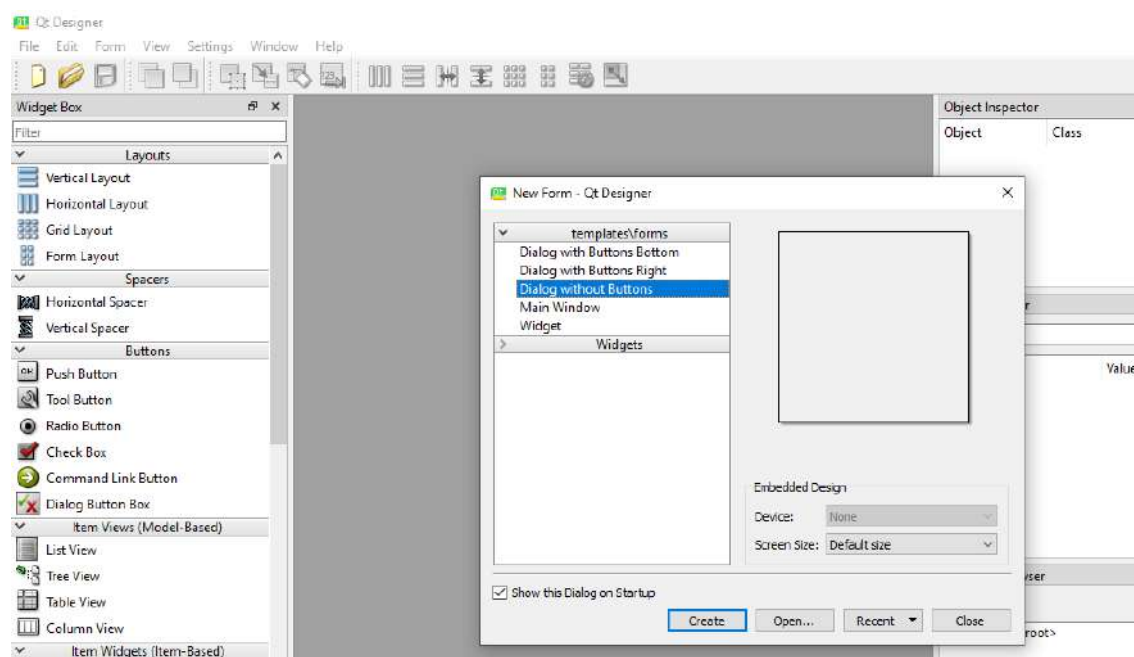 Qt Designer
File Edit Form View Settings Window Help
Widget Box
Filter
Layouts
Vertical Layout
Horizontal Layout
Grid Layout
Form Layout
Spacers
Horizontal Spacer
Vertical Spacer
Buttons
OK Push Button
Tool Button
Radio Button
Check Box
Command Link Button
Dialog Button Box
Item Views (Model-Based)
List View
Tree View
Table View
Column View
Item Widgets (Item-Based)
New Form - Qt Designer
templates\forms
Dialog with Buttons Bottom
Dialog with Buttons Right
Dialog without Buttons
Main Window
Widget
Widgets
Embedded Design
Device: None
Screen Size: Default size
Show this Dialog on Startup
Create Open... Recent Close
Object Inspector
Object Class
r
Value
wser
root>